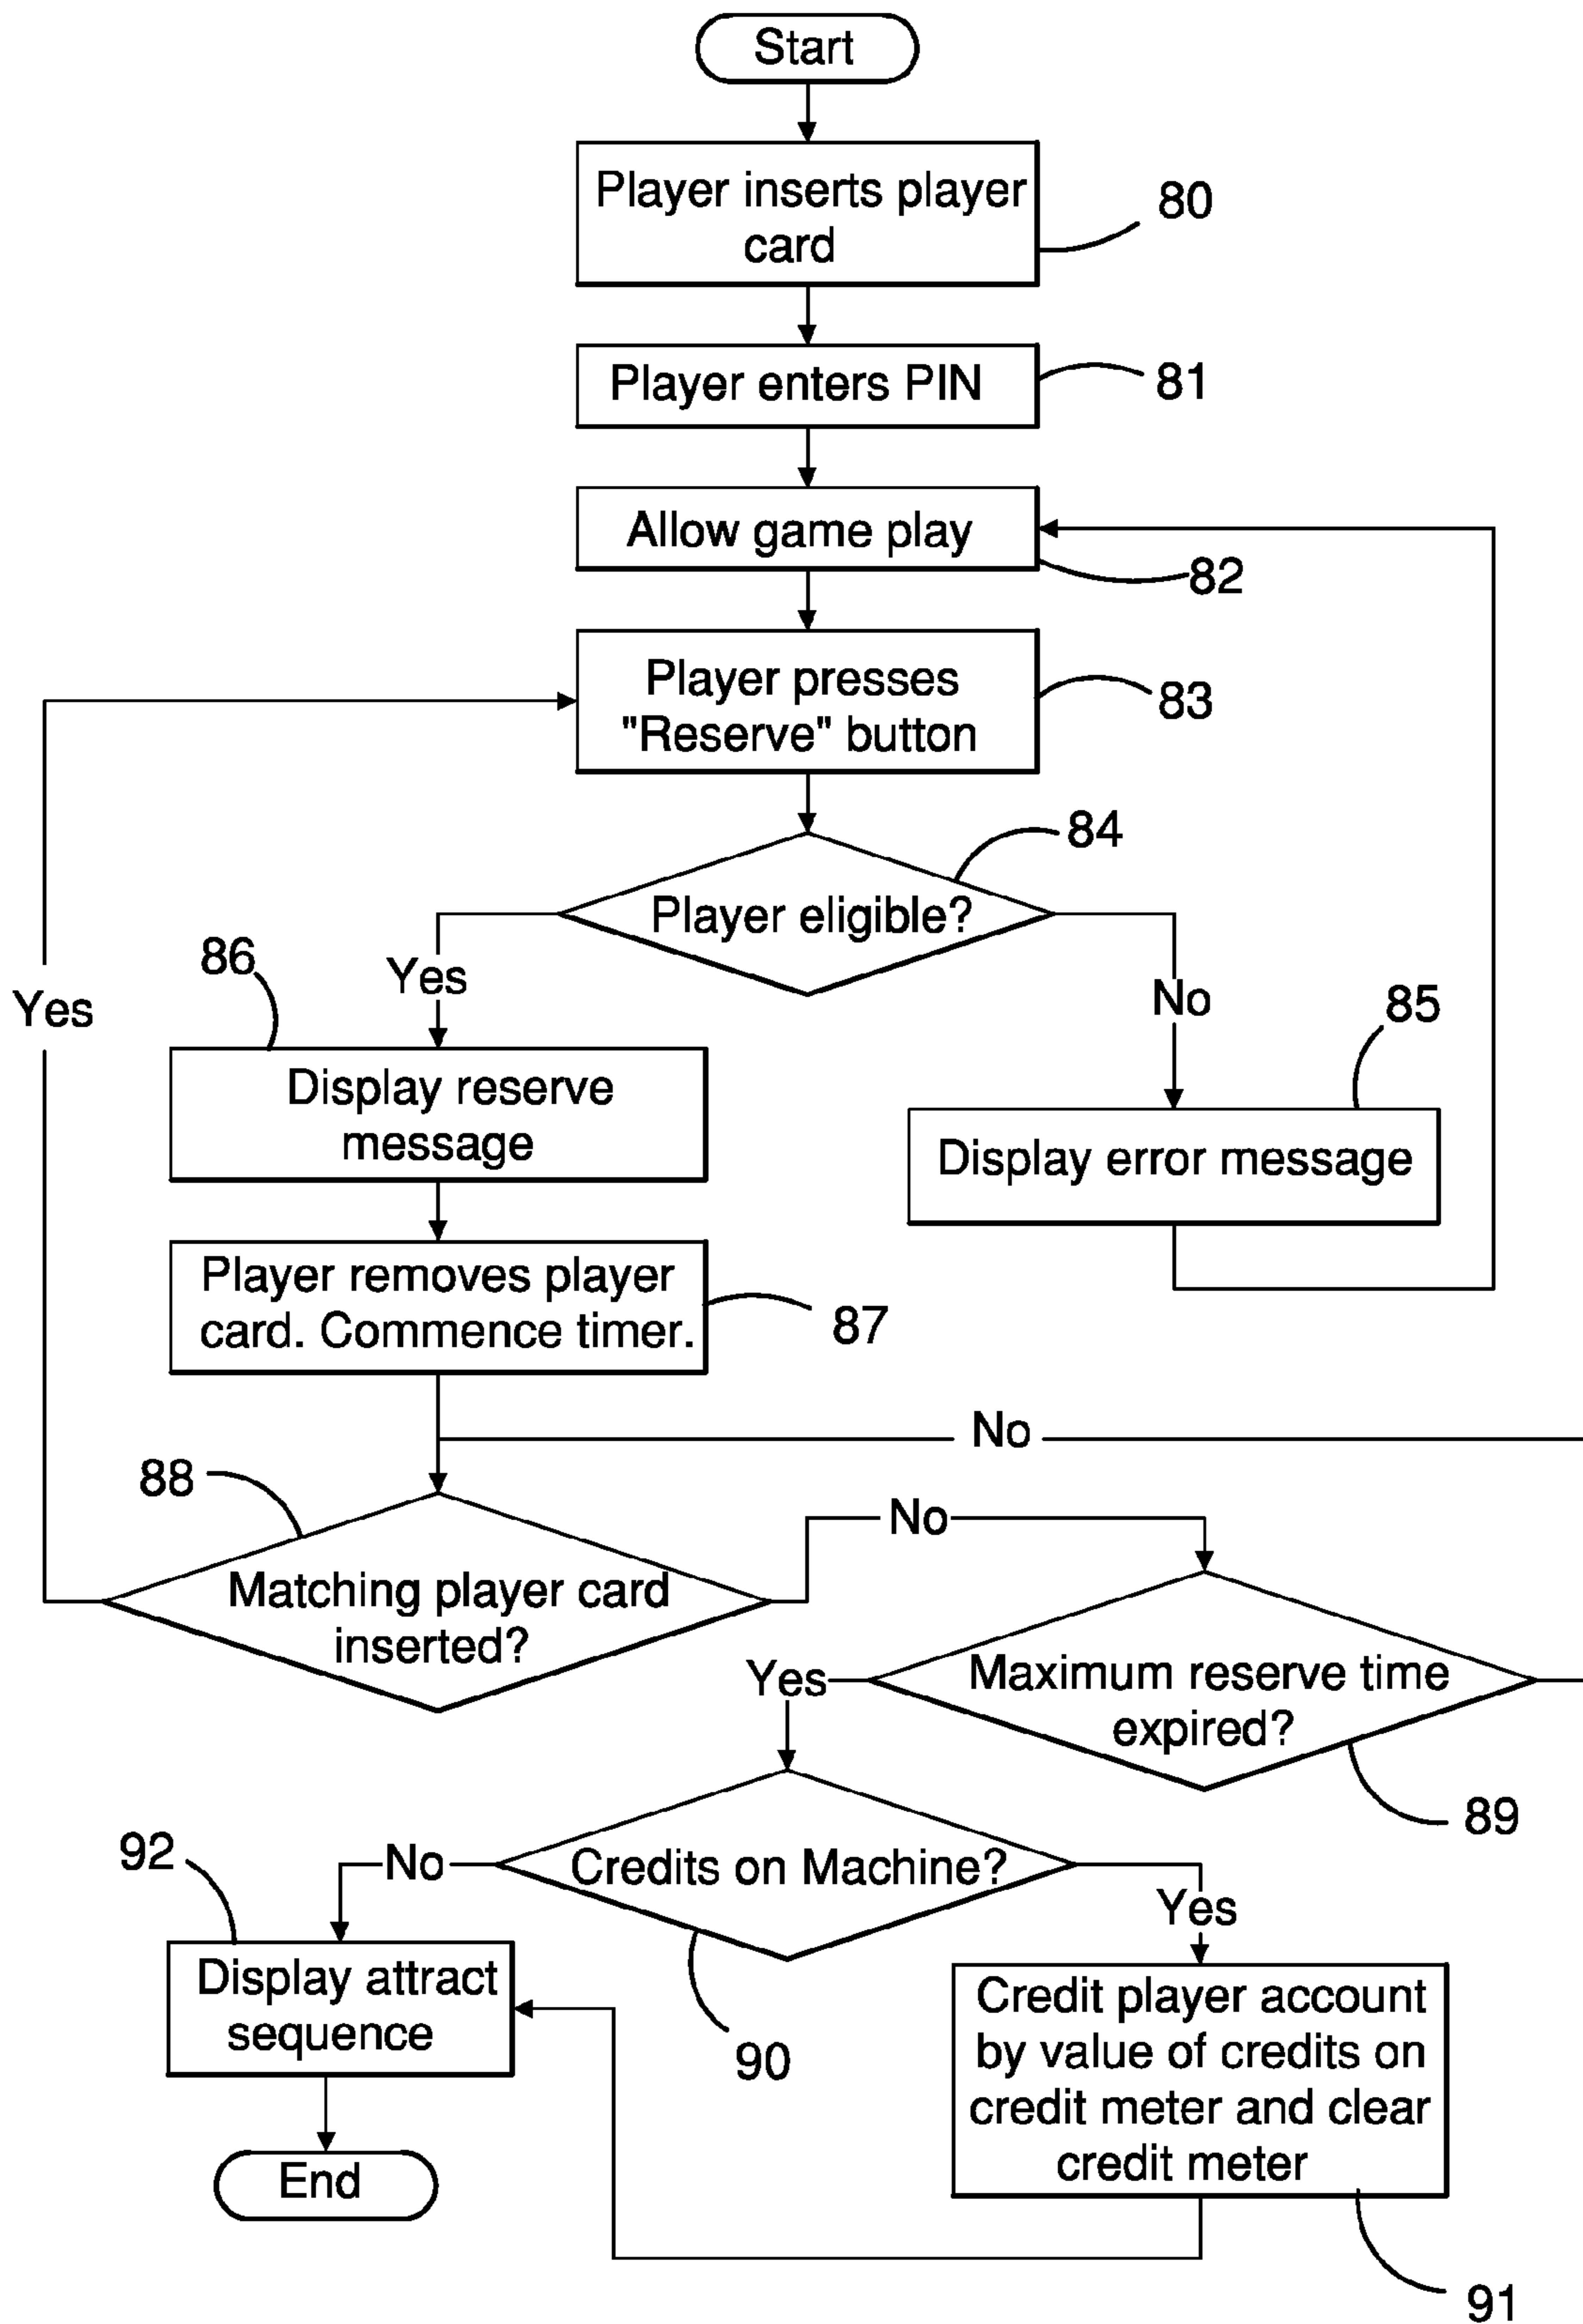 Start
Player inserts player
card
80
Player enters PIN
81
Allow game play
82
Player presses
"Reserve" button
83
84
Player eligible?
86
Yes
Yes
No
85
Display reserve
message
Display error message
Player removes player
card. Commence timer.
87
No
88
No
Matching player card
inserted?
Yes
Maximum reserve time
expired?
89
92
No
Credits on Machine?
Yes
Display attract
sequence
90
Credit player account
by value of credits on
credit meter and clear
credit meter
End
91